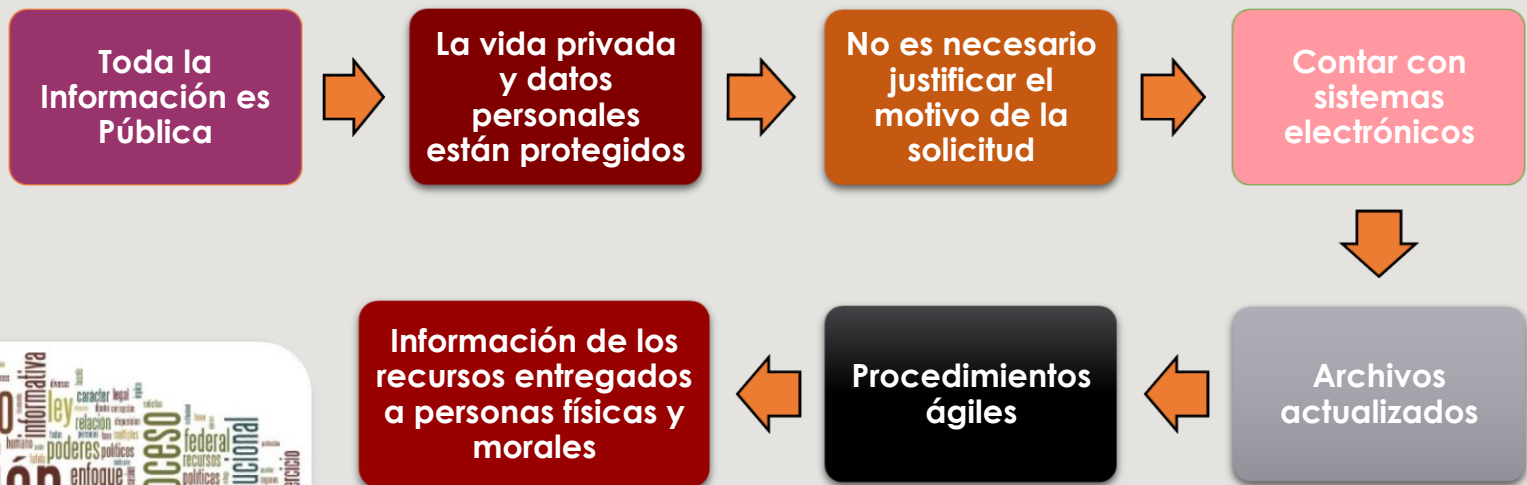 Toda la
Información es
Pública
La vida privada
y datos
personales
están protegidos
No es necesario
justificar el
motivo de la
solicitud
Contar con
sistemas
electrónicos
Archivos
actualizados
Procedimientos
ágiles
Información de los
recursos entregados
a personas físicas y
morales
informativa
ley
carácter legal
relación
poderes
políticos
enfoque
federal
recursos
políticas